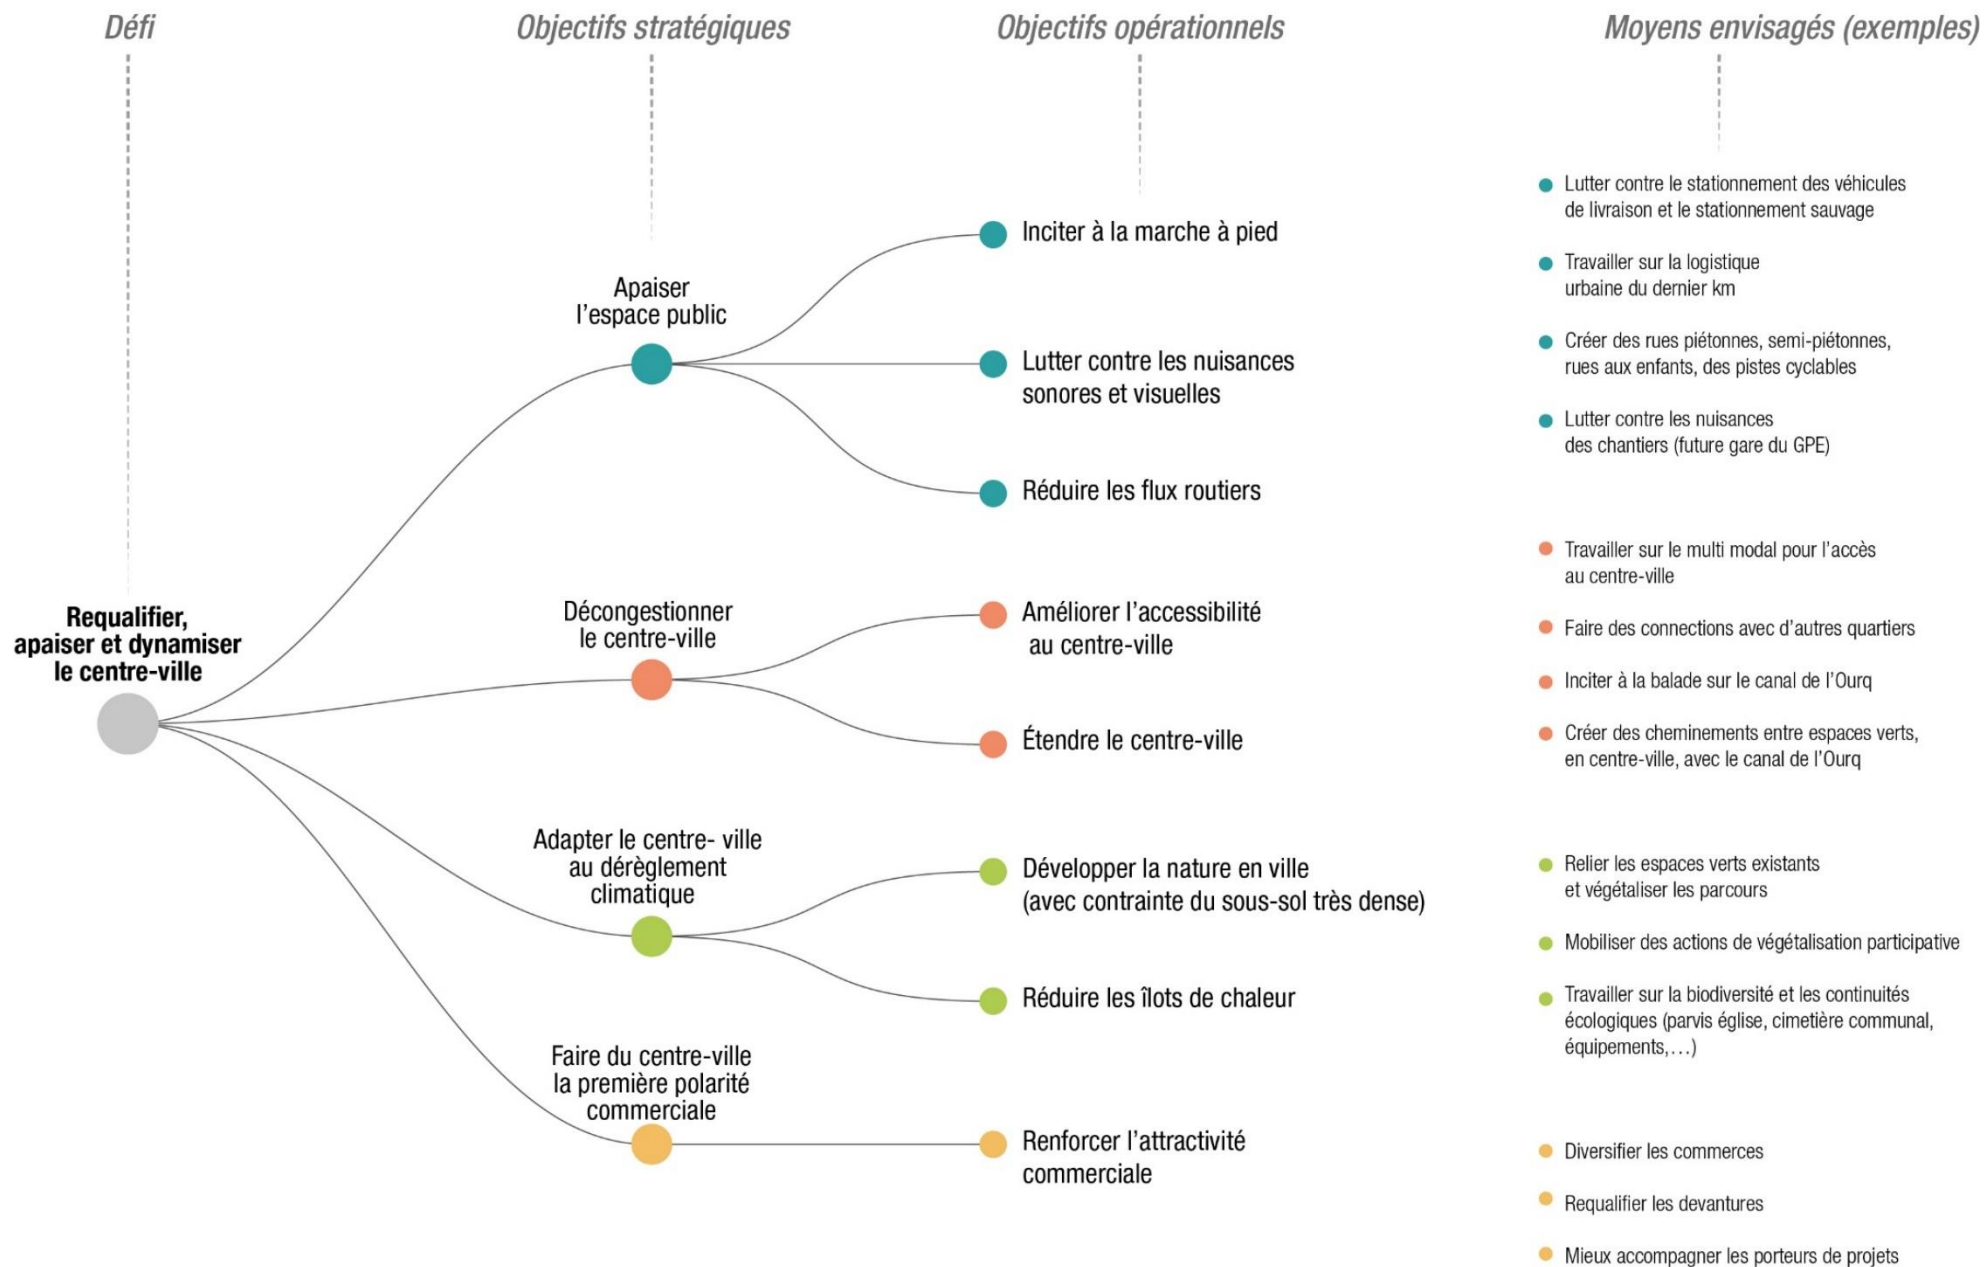 Défi
Objectifs stratégiques
Objectifs opérationnels
Moyens envisagés (exemples)
Requalifier,
apaiser et dynamiser
le centre-ville
Apaiser
l'espace public
Inciter à la marche à pied
Lutter contre les nuisances
sonores et visuelles
Réduire les flux routiers
Lutter contre le stationnement des véhicules
de livraison et le stationnement sauvage
Travailler sur la logistique
urbaine du dernier km
Créer des rues piétonnes, semi-piétonnes,
rues aux enfants, des pistes cyclables
Lutter contre les nuisances
des chantiers (future gare du GPE)
Décongestionner
le centre-ville
Améliorer l'accessibilité
au centre-ville
Étendre le centre-ville
Travailler sur le multi modal pour l'accès
au centre-ville
Faire des connections avec d'autres quartiers
Inciter à la balade sur le canal de l'Ourq
Créer des cheminements entre espaces verts,
en centre-ville, avec le canal de l'Ourq
Adapter le centre- ville
au dérèglement
climatique
Développer la nature en ville
(avec contrainte du sous-sol très dense)
Réduire les îlots de chaleur
Relier les espaces verts existants
et végétaliser les parcours
Mobiliser des actions de végétalisation participative
Travailler sur la biodiversité et les continuités
écologiques (parvis église, cimetière communal,
équipements,...)
Faire du centre-ville
la première polarité
commerciale
Renforcer l'attractivité
commerciale
Diversifier les commerces
Requalifier les devantures
Mieux accompagner les porteurs de projets